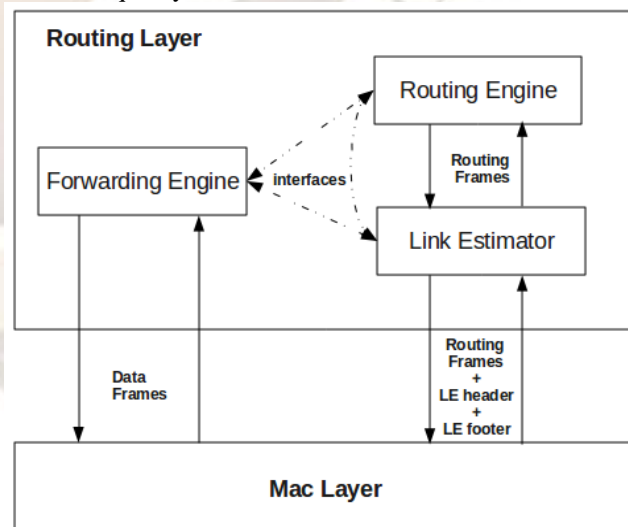 Routing Layer
Routing Engine
Forwarding Engine
interfaces
Routing
Frames
Link Estimator
Data
Frames
Routing
Frames
+
LE header
+
LE footer
Mac Layer